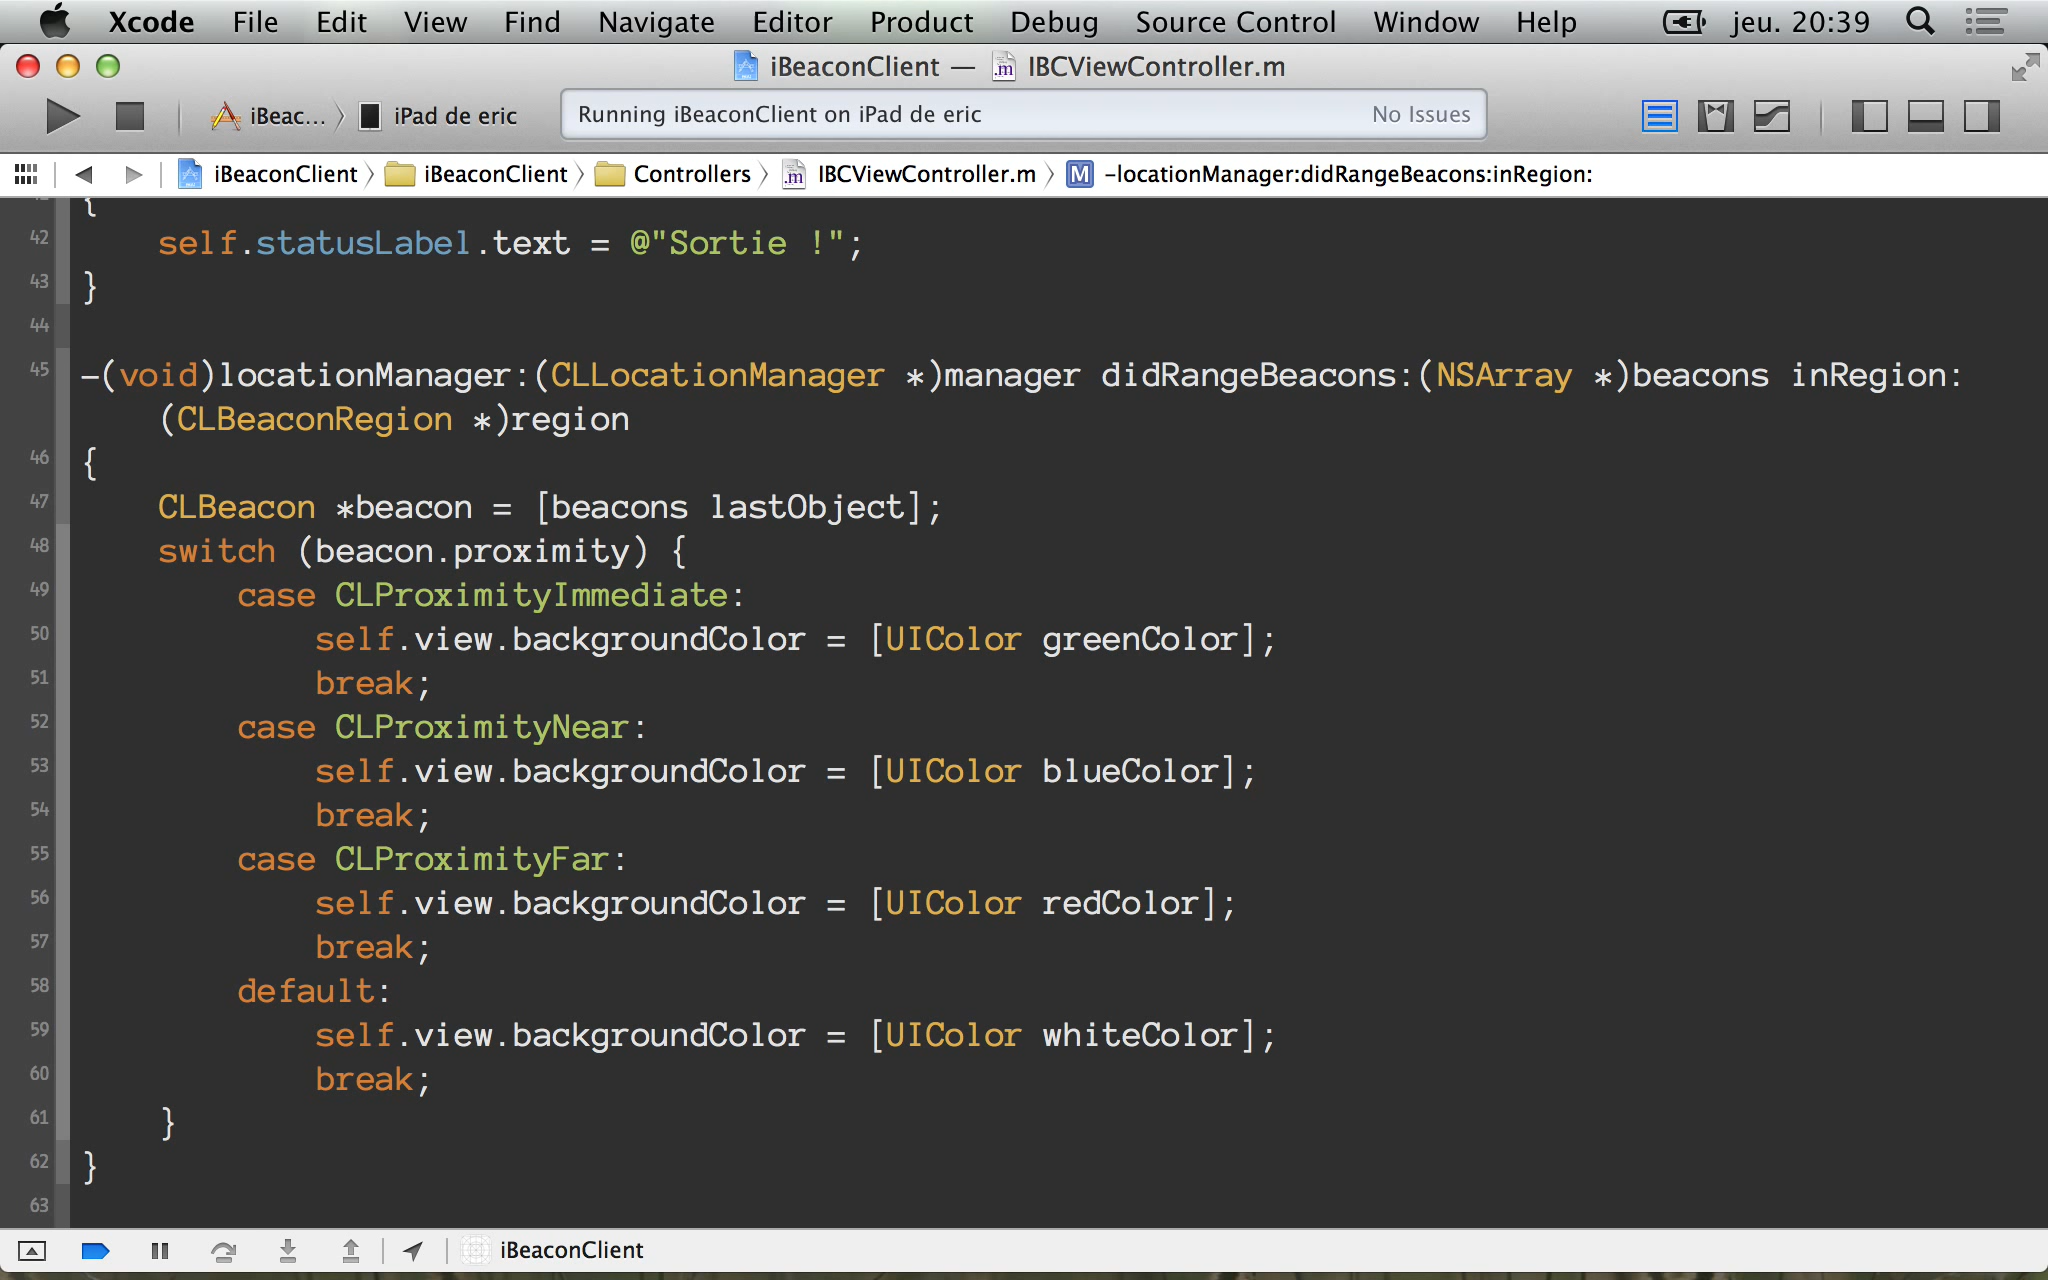 Xcode File Edit View Find Navigate Editor Product Debug Source Control Window Help jeu. 20:39
iBeaconClient — IBCViewController.m
iBeac... iPad de eric Running iBeaconClient on iPad de eric No Issues
iBeaconClient iBeaconClient Controllers IBCViewController.m M -locationManager:didRangeBeacons:inRegion:
{
42 self.statusLabel.text = @"Sortie !";
43 }
44
45 -(void)locationManager:(CLLocationManager *)manager didRangeBeacons:(NSArray *)beacons inRegion:
(CLBeaconRegion *)region
46 {
47 CLBeacon *beacon = [beacons lastObject];
48 switch (beacon.proximity) {
49 case CLProximityImmediate:
50 self.view.backgroundColor = [UIColor greenColor];
51 break;
52 case CLProximityNear:
53 self.view.backgroundColor = [UIColor blueColor];
54 break;
55 case CLProximityFar:
56 self.view.backgroundColor = [UIColor redColor];
57 break;
58 default:
59 self.view.backgroundColor = [UIColor whiteColor];
60 break;
61 }
62 }
63
iBeaconClient